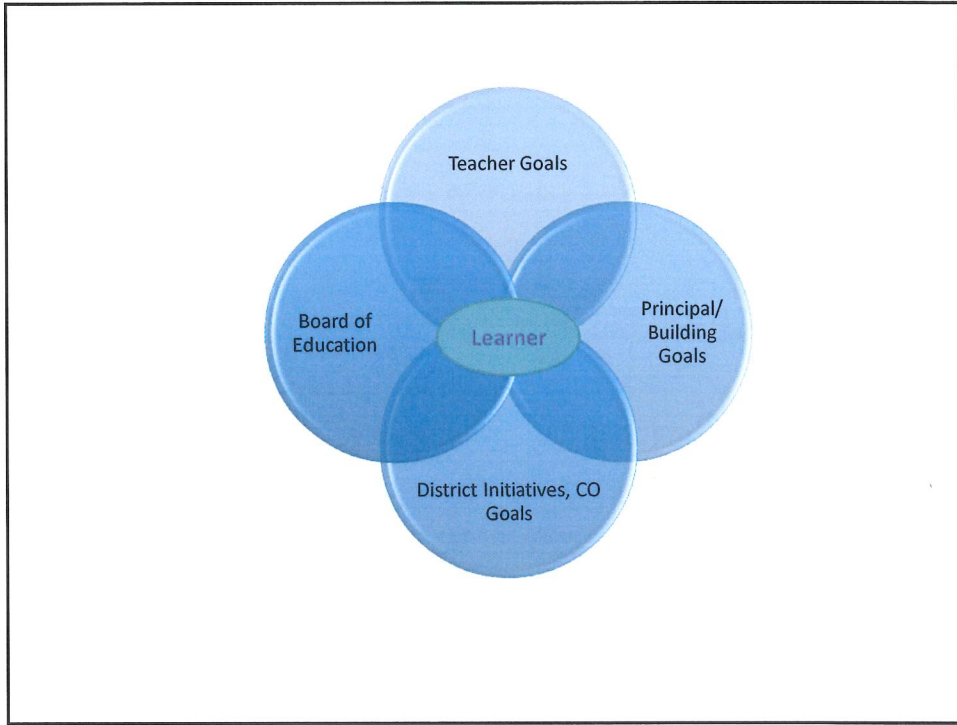 Teacher Goals
Board of
Education
Learner
Principal/
Building
Goals
District Initiatives, CO
Goals